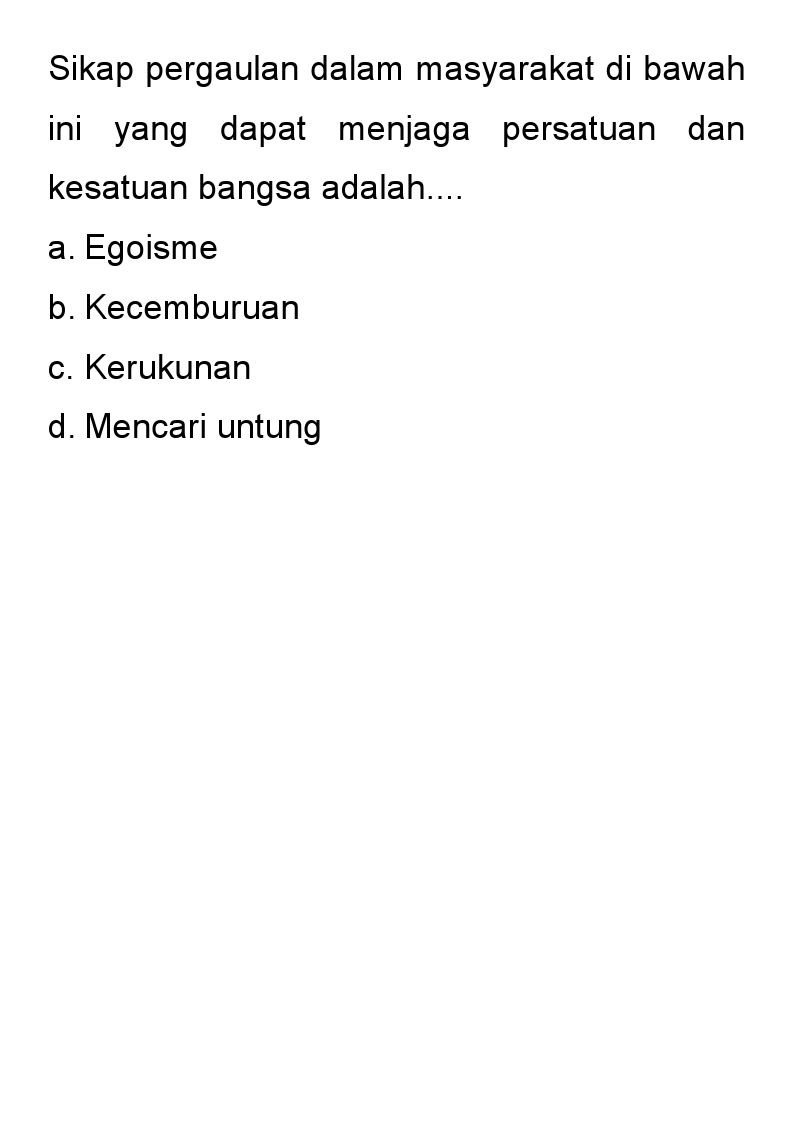 Sikap pergaulan dalam masyarakat di bawah
ini yang dapat menjaga persatuan dan
kesatuan bangsa adalah....
a. Egoisme
b. Kecemburuan
c. Kerukunan
d. Mencari untung